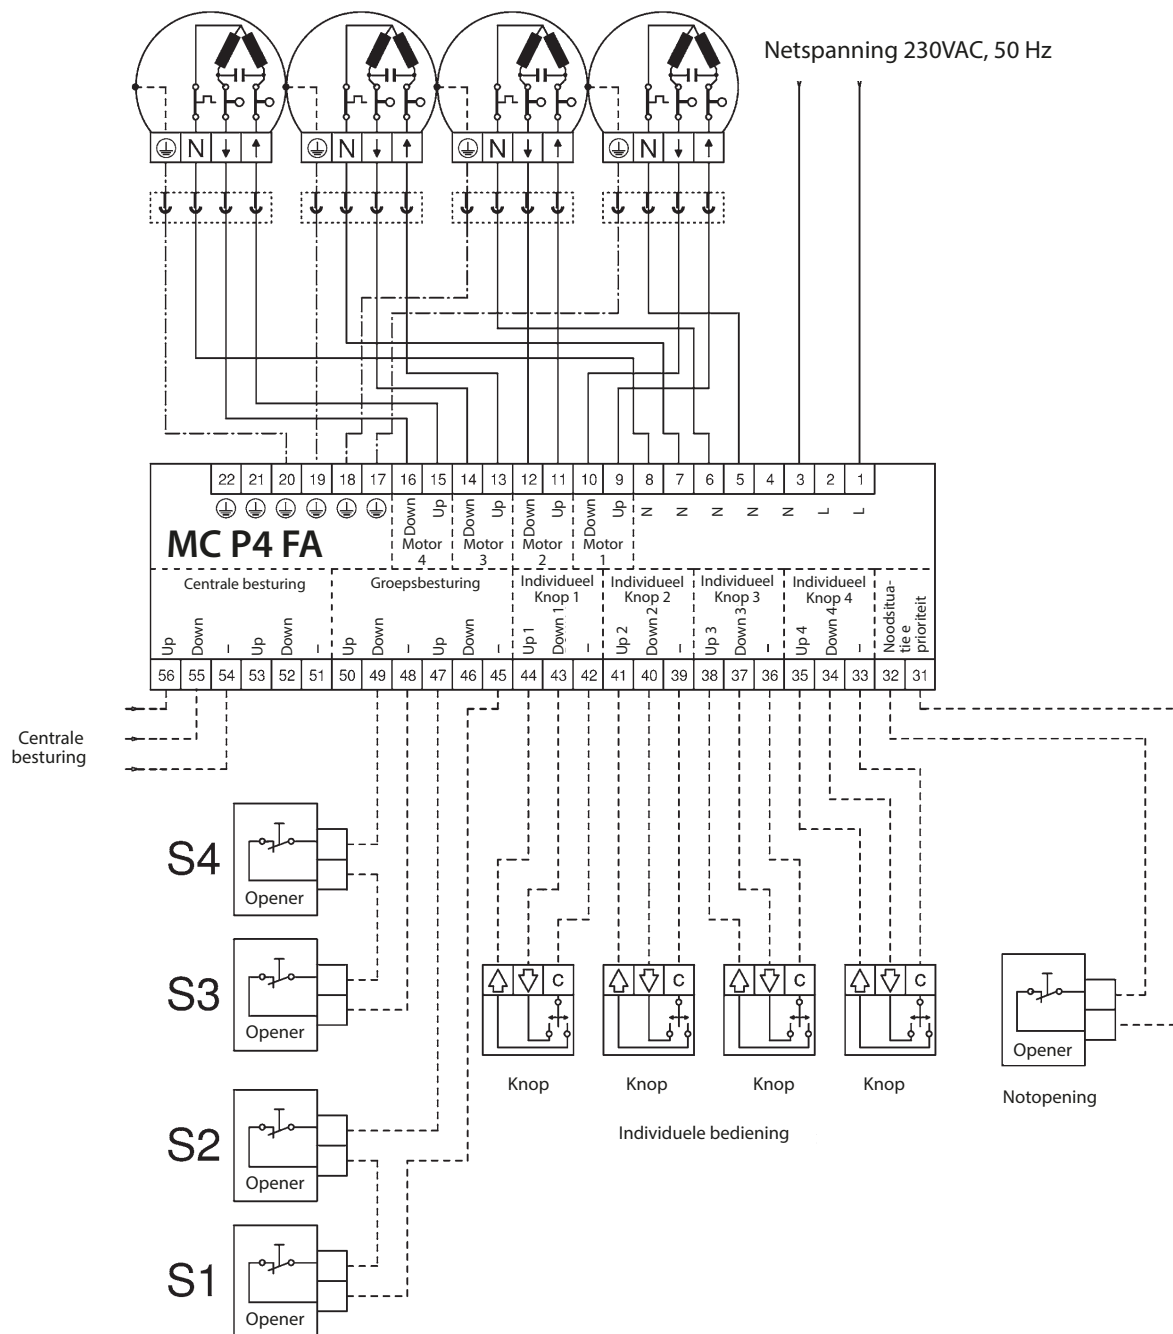 Netspanning 230VAC, 50 Hz
N N N N
22 21 20 19 18 17 16 15 14 13 12 11 10 9 8 7 6 5 4 3 2 1
Down Up Down Up Down Up Down Up N N N N N N L L
Motor 4
Motor 3
Motor 2
Motor 1
MC P4 FA
Centrale besturing
Groepsbesturing
Individueel
Knop 1
Individueel
Knop 2
Individueel
Knop 3
Individueel
Knop 4
Noodsitua-
tie e
prioriteit
Up Down – Up Down – Up Down – Up Down – Up 1 Down 1 – Up 2 Down 2 – Up 3 Down 3 – Up 4 Down 4 –
56 55 54 53 52 51 50 49 48 47 46 45 44 43 42 41 40 39 38 37 36 35 34 33 32 31
Centrale
besturing
S4
Opener
S3
Opener
S2
Opener
S1
Opener
C C C C
Knop Knop Knop Knop
Individuele bediening
Opener
Notopening